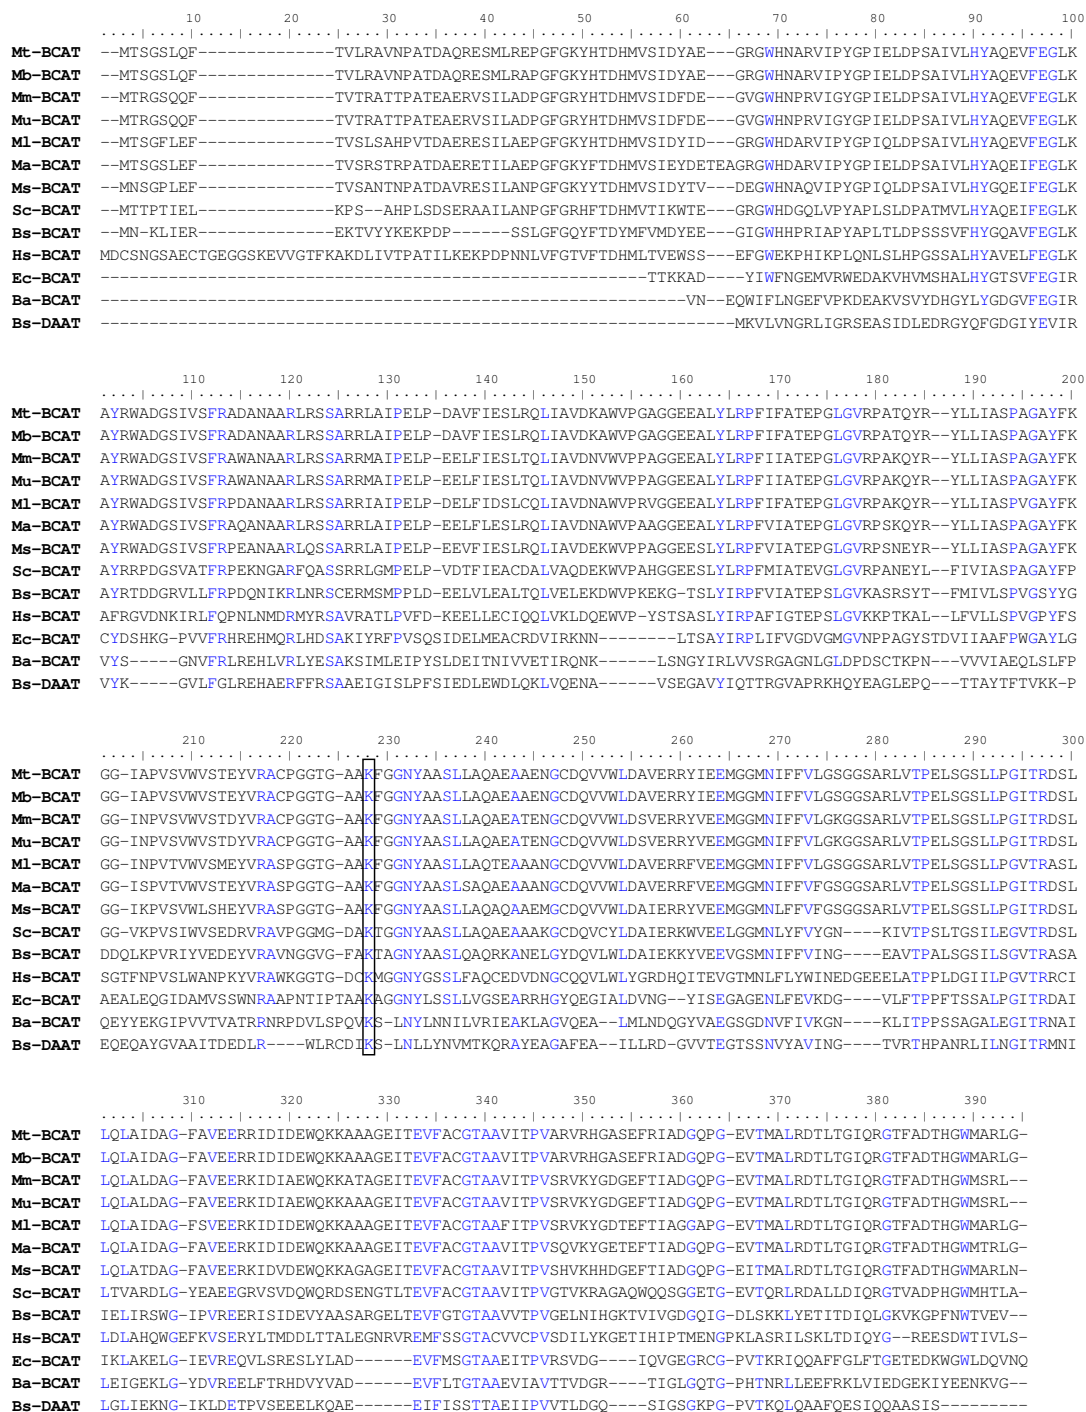 10 20 30 40 50 60 70 80 90 100
....|....|....|....|....|....|....|....|....|....|....|....|....|....|....|....|....|....|....|....|
Mt-BCAT --MTSGSLQF--------------TVLRAVNPATDAQRESMLREPGFGKYHTDHMVSIDYAE---GRGWHNARVIPYGPIELDPSAIVLHYAQEVFEGLK
Mb-BCAT --MTSGSLQF--------------TVLRAVNPATDAQRESMLRAPGFGKYHTDHMVSIDYAE---GRGWHNARVIPYGPIELDPSAIVLHYAQEVFEGLK
Mm-BCAT --MTRGSQQF--------------TVTRATTPATEAERVSILADPGFGRYHTDHMVSIDFDE---GVGWHNPRVIGYGPIELDPSAIVLHYAQEVFEGLK
Mu-BCAT --MTRGSQQF--------------TVTRATTPATEAERVSILADPGFGRYHTDHMVSIDFDE---GVGWHNPRVIGYGPIELDPSAIVLHYAQEVFEGLK
Ml-BCAT --MTSGFLEF--------------TVSLSAHPVTDAERESILAEPGFGKYHTDHMVSIDYID---GRGWHDARVIPYGPIQLDPSAIVLHYAQEVFEGLK
Ma-BCAT --MTSGSLEF--------------TVSRSTRPATDAERETILAEPGFGKYFTDHMVSIEYDETEAGRGWHDARVIPYGPIELDPSAIVLHYAQEIFEGLK
Ms-BCAT --MNSGPLEF--------------TVSANTNPATDAVRESILANPGFGKYYTDHMVSIDYTV---DEGWHNAQVIPYGPIQLDPSAIVLHYGQEIFEGLK
Sc-BCAT --MTTPTIEL--------------KPS--AHPLSDSERAAILANPGFGRHFTDHMVTIKWTE---GRGWHDGQLVPYAPLSLDPATMVLHYAQEIFEGLK
Bs-BCAT --MN-KLIER--------------EKTVYYKEKPDP-----SSLGFGQYFTDYMFVMDYEE---GIGWHHPRIAPYAPLTLDPSSSVFHYGQAVFEGLK
Hs-BCAT MDCSNGSAECTGEGGSKEVVGTFKAKDLIVTPATILKEKPDPNNLVFGTVFTDHMLTVEWSS---EFGWEKPHIKPLQNLSLHPGSSALHYAVELFEGLK
Ec-BCAT --------------------------------------------------------TTKKAD---YIWFNGEMVRWEDAKVHVMSHALHYGTSVFEGIR
Ba-BCAT ------------------------------------------------------------VN---EQWIFLNGEFVPKDEAKVSVYDHGYLYGDGVFEGIR
Bs-DAAT -----------------------------------------------------------------MKVLVNGRLIGRSEASIDLEDRGYQFGDGIYEVIR
110 120 130 140 150 160 170 180 190 200
....|....|....|....|....|....|....|....|....|....|....|....|....|....|....|....|....|....|....|....|
Mt-BCAT AYRWADGSIVSFRADANAARLRSSARRLAIPELP-DAVFIESLRQLIAVDKAWVPGAGGEEALYLRPFIFATEPGLGVRPATQYR--YLLIASPAGAYFK
Mb-BCAT AYRWADGSIVSFRADANAARLRSSARRLAIPELP-DAVFIESLRQLIAVDKAWVPGAGGEEALYLRPFIFATEPGLGVRPATQYR--YLLIASPAGAYFK
Mm-BCAT AYRWADGSIVSFRAWANAARLRSSARRMAIPELP-EELFIESLTQLIAVDNVWVPGAGGEEALYLRPFIIATEPGLGVRPAKQYR--YLLIASPAGAYFK
Mu-BCAT AYRWADGSIVSFRAWANAARLRSSARRMAIPELP-EELFIESLTQLIAVDNVWVPPAGGEEALYLRPFIIATEPGLGVRPAKQYR--YLLIASPAGAYFK
Ml-BCAT AYRWADGSIVSFRPDANAARLRSSARRIAIPELP-DELFIDSLCQLIAVDNAWVPRVGGEEALYLRPFIFATEPGLGVRPAKQYR--YLLIASPVGAYFK
Ma-BCAT AYRWADGSIVSFRAQANAARLRSSARRLAIPELP-EELFLESLRQLIAVDNAWVPAAGGEEALYLRPFVIATEPGLGVRPSKQYR--YLLIASPAGAYFK
Ms-BCAT AYRWADGSIVSFRPEANAARLQSSARRLAIPELP-EEVFIESLRQLIAVDEKWVPPAGGEESLYLRPFVIATEPGLGVRPSNEYR--YLLIASPAGAYFK
Sc-BCAT AYRRPDGSVATFRPEKNGARFQASSRRLGMPELP-VDTFIEACDALVAQDEKWVPAHGGEESLYLRPFMIATEVGLGVRPANEYL--FIVIASPAGAYFP
Bs-BCAT AYRTDDGRVLLFRPDQNIKRLNRSCERMSMPPLD-EELVLEALTQLVELEKDWVPKEKG-TSLYIRPFVIATEPSLGVKASRSYT--FMIVLSPVGSYYG
Hs-BCAT AFRGVDNKIRLFQPNLNMDRMYRSAVRATLPVFD-KEELLECIQQLVKLDQEWVP-YSTSASLYIRPAFIGTEPSLGVKKPTKAL--LFVLLSPVGPYFS
Ec-BCAT CYDSHKG-PVVFRHREHMQRLHDSAKIYRFPVSQSIDELMEACRDVIRKNN-------LTSAYIRPLIFVGDVGMGVNPPAGYSTDVIIAAFPWGAYLG
Ba-BCAT VYS-----GNVFRLREHLVRLYESAKSIMLEIPYSLDEITNIVVETIRQNK-------LSNGYIRLVVSRGAGNLGLDPDSCTKPN--VVVIAEQLSLFP
Bs-DAAT VYK-----GVLFGLREHAERFFRSAAEIGISLPFSIEDLEWDLQKLVQENA------VSEGAVYIQTTRGVAPRKHQYEAGLEPQ---TTAYTFTVKK-P
210 220 230 240 250 260 270 280 290 300
....|....|....|....|....|....|....|....|....|....|....|....|....|....|....|....|....|....|....|....|
Mt-BCAT GG-IAPVSVWVSTEYVRACPGGTG-AAKFGGNYAASLLAQAEAAENGCDQVVWLDAVERRYIEEMGGMNIFFVLGSGGSARLVTPELSGSLLPGITRDSL
Mb-BCAT GG-IAPVSVWVSTEYVRACPGGTG-AAKFGGNYAASLLAQAEAAENGCDQVVWLDAVERRYIEEMGGMNIFFVLGSGGSARLVTPELSGSLLPGITRDSL
Mm-BCAT GG-INPVSVWVSTDYVRACPGGTG-AAKFGGNYAASLLAQAEATENGCDQVVWLDSVERRYVEEMGGMNIFFVLGKGGSARLVTPELSGSLLPGITRDSL
Mu-BCAT GG-INPVSVWVSTDYVRACPGGTG-AAKFGGNYAASLLAQAEATENGCDQVVWLDSVERRYVEEMGGMNIFFVLGKGGSARLVTPELSGSLLPGITRDSL
Ml-BCAT GG-INPVTVWVSMEYVRASPGGTG-AAKFGGNYAASLLAQTEAAANGCDQVVWLDAVERRFVEEMGGMNIFFVLGSGGSARLVTPELSGSLLPGVTRASL
Ma-BCAT GG-ISPVTVWVSTEYVRASPGGTG-AAKFGGNYAASLSAQAEAAANGCDQVVWLDAVERRFVEEMGGMNIFFVFGSGGSARLVTPELSGSLLPGITRDSL
Ms-BCAT GG-IKPVSVWLSHEYVRASPGGTG-AAKFGGNYAASLLAQAQAAEMGCDQVVWLDAIERRYVEEMGGMNLFFVFGSGGSARLVTPELSGSLLPGITRDSL
Sc-BCAT GG-VKPVSIWVSEDRVRAVPGGMG-DAKTGGNYAASLLAQAEAAAKGCDQVCYLDAIERKWVEELGGMNLYFVYGN----KIVTPSLTGSILEGVTRDSL
Bs-BCAT DDQLKPVRIYVEDEYVRAVNGGVG-FAKTAGNYAASLQAQRKANELGYDQVLWLDAIEKKYVEEVGSMNIFFVING----EAVTPALSGSILSGVTRASA
Hs-BCAT SGTFNPVSLWANPKYVRAWKGGTG-DCKMGGNYGSSLFAQCEDVDNGCQQVLWLYGRDHQITEVGTMNLFLYWINEDGEEELATPPLDGIILPGVTRRCI
Ec-BCAT AEALEQGIDAMVSSWNRAAPNTIPTAAKAGGNYLSSLLVGSEARRHGYQEGIALDVNG--YISEGAGENLFEVKDG----VLFTPPFTSSALPGITRDAI
Ba-BCAT QEYYEKGIPVVTVATRRNRPDVLSPQVKS-LNYLNNILVRIEAKLAGVQEA--LMLNDQGYVAEGSGDNVFIVKGN----KLITPPSSAGALEGITRNAI
Bs-DAAT EQEQAYGVAAITDEDLR-----WLRCDIKS-LNLLYNVMTKQRAYEAGAFEA--ILLRD-GVVTEGTSSNVYAVING----TVRTHPANRLILNGITRMNI
310 320 330 340 350 360 370 380 390
....|....|....|....|....|....|....|....|....|....|....|....|....|....|....|....|....|....|....|
Mt-BCAT LQLAIDAG-FAVEERRIDIDEWQKKAAAGEITEVFACGTAAVITPVARVRHGASEFRIADGQPG-EVTMALRDTLTGIQRGTFADTHGWMARLG-
Mb-BCAT LQLAIDAG-FAVEERRIDIDEWQKKAAAGEITEVFACGTAAVITPVARVRHGASEFRIADGQPG-EVTMALRDTLTGIQRGTFADTHGWMARLG-
Mm-BCAT LQLALDAG-FAVEERKIDIAEWQKKATAGEITEVFACGTAAVITPVSRVKYGDGEFTIADGQPG-EVTMALRDTLTGIQRGTFADTHGWMSRL--
Mu-BCAT LQLALDAG-FAVEERKIDIAEWQKKAAAGEITEVFACGTAAVITPVSRVKYGDGEFTIADGQPG-EVTMALRDTLTGIQRGTFADTHGWMSRL--
Ml-BCAT LQLAIDAG-FSVEERKIDIDEWQKKAAAGEITEVFACGTAAFITPVSRVKYGDTEFTIAGGAPG-EVTMALRDTLTGIQRGTFADTHGWMARLG-
Ma-BCAT LQLAIDAG-FAVEERKIDIDEWQKKAAAGEITEVFACGTAAVITPVSQVKYGETEFTIADGQPG-EVTMALRDTLTGIQRGTFADTHGWMTRLG-
Ms-BCAT LQLATDAG-FAVEERKIDVDEWQKKAGAGEITEVFACGTAAVITPVSHVKHHDGEFTIADGQPG-EITMALRDTLTGIQRGTFADTHGWMARLN-
Sc-BCAT LTVARDLG-YEAEEGRVSVDQWQRDSENGTLTEVFACGTAAVITPVGTVKRAGAQWQQSGGETG-EVTQRLRDALLDIQRGTVADPHGWMHTLA-
Bs-BCAT IELIRSWG-IPVREERISIDEVYAASARGELTEVFGTGTAAVVTPVGELNIHGKTVIVGDGQIG-DLSKKLYETITDIQLGKVKGPFNWTVEV--
Hs-BCAT LDLAHQWGEFKVSERYLTMDDLTTALEGNRVREMFSSGTACVVCPVSDILYKGETIHIPTMENGPKLASRILSKLTDIQYG--REESDWTIVLS-
Ec-BCAT IKLAKELG-IEVREQVLSRESLYLAD------EVFMSGTAAEITPVRSVDG----IQVGEGRCG-PVTKRIQQAFFGLFTGETEDKWGWLDQVNQ
Ba-BCAT LEIGEKLG-YDVREELFTRHDVYVAD------EVFLTGTAAEVIAVTTVDGR----TIGLGQTG-PHTNRLLEEFRKLVIEDGEKIYEENKVG--
Bs-DAAT LGLIEKNG-IKLDETPVSEEELKQAE------EIFISSTTAEIIPVVTLDGQ----SIGSGKPG-PVTKQLQAAFQESIQQAASIS---------